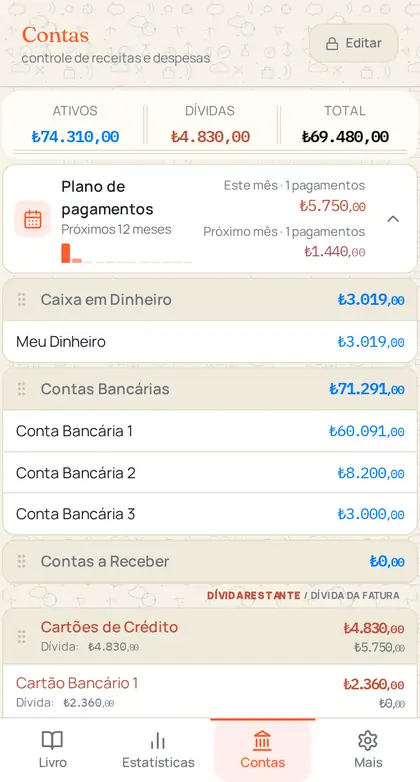 Contas
controle de receitas e despesas
Editar
ATIVOS DÍVIDAS TOTAL
₺74.310,00 ₺4.830,00 ₺69.480,00
Plano de pagamentos
Próximos 12 meses
Este mês · 1 pagamentos
₺5.750,00
Próximo mês · 1 pagamentos
₺1.440,00
Caixa em Dinheiro ₺3.019,00
Meu Dinheiro ₺3.019,00
Contas Bancárias ₺71.291,00
Conta Bancária 1 ₺60.091,00
Conta Bancária 2 ₺8.200,00
Conta Bancária 3 ₺3.000,00
Contas a Receber ₺0,00
DÍVIDA RESTANTE / DÍVIDA DA FATURA
Cartões de Crédito ₺4.830,00
Dívida: ₺4.830,00 ₺5.750,00
Cartão Bancário 1 ₺2.360,00
Dívida: ₺2.360,00 ₺0,00
Livro Estatísticas Contas Mais